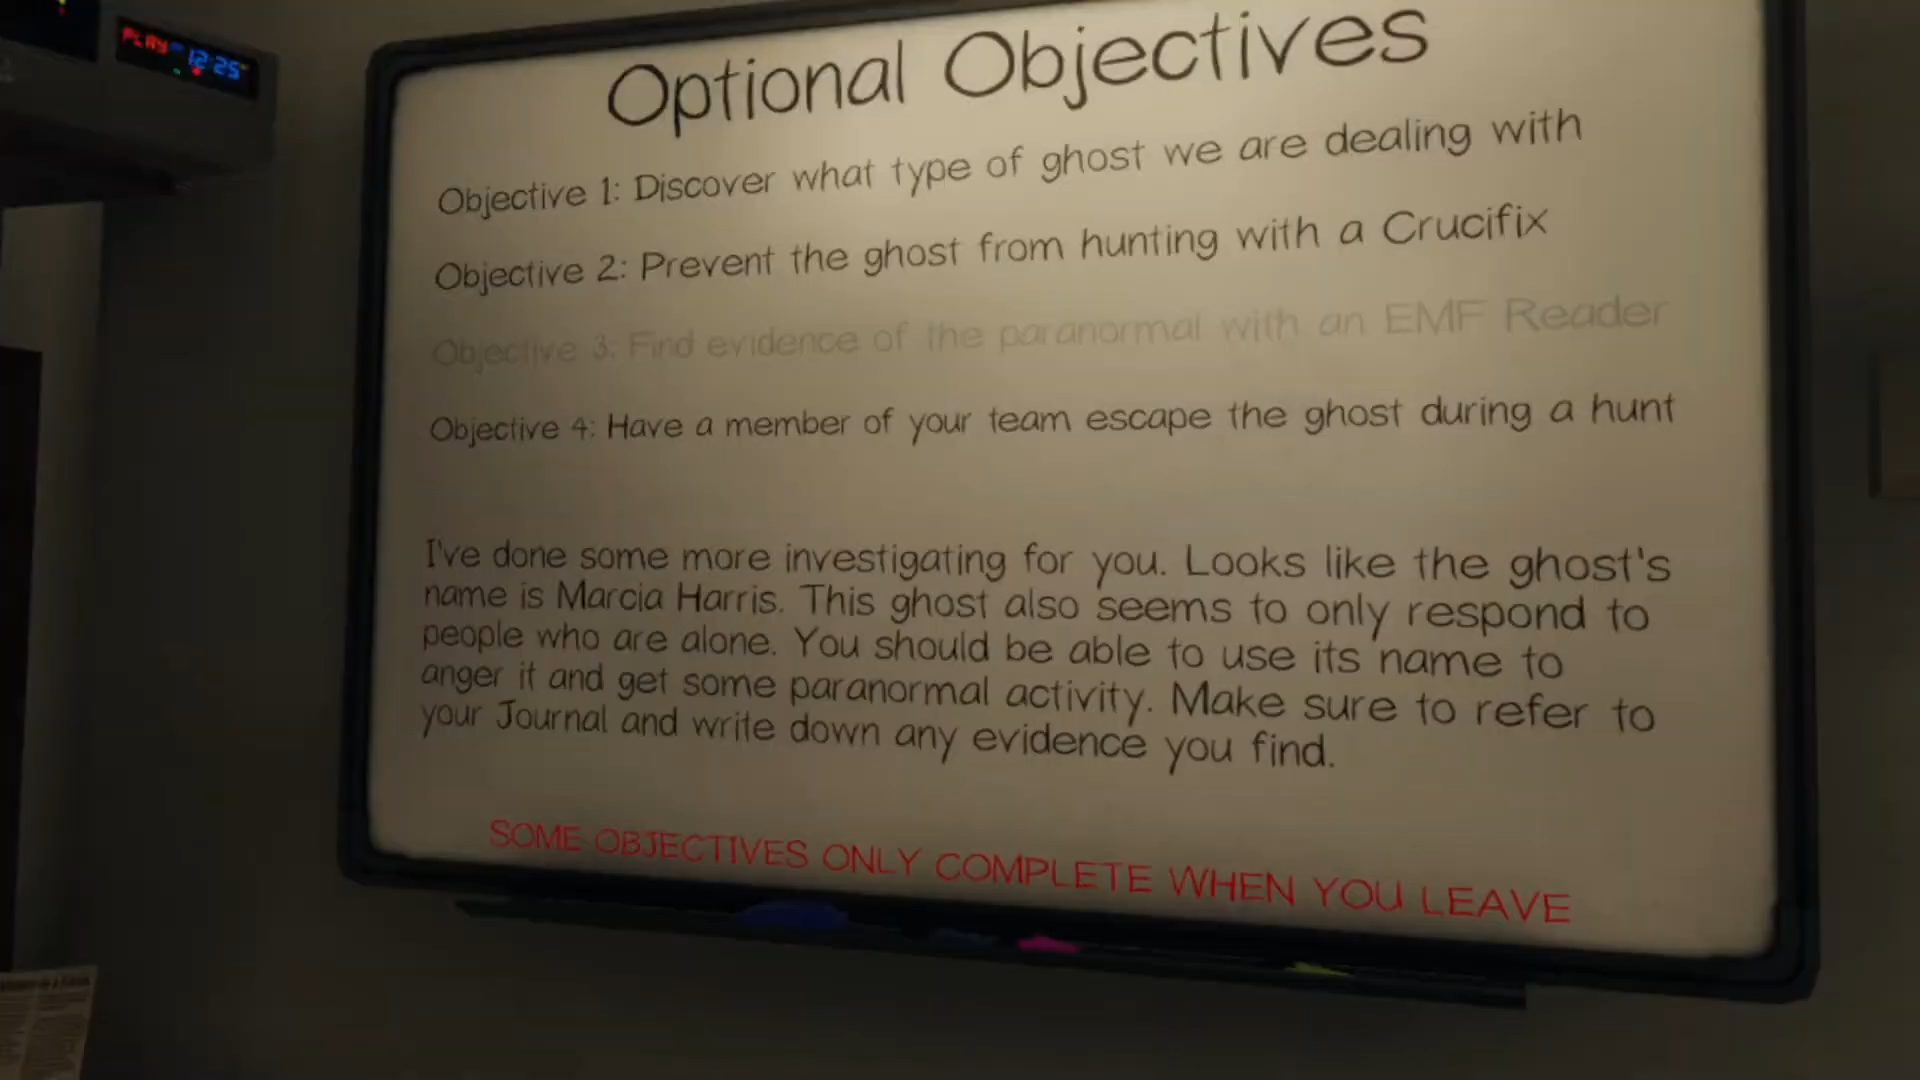 PLAY 12:25
Optional Objectives
Objective 1: Discover what type of ghost we are dealing with
Objective 2: Prevent the ghost from hunting with a Crucifix
Objective 3: Find evidence of the paranormal with an EMF Reader
Objective 4: Have a member of your team escape the ghost during a hunt
I've done some more investigating for you. Looks like the ghost's
name is Marcia Harris. This ghost also seems to only respond to
people who are alone. You should be able to use its name to
anger it and get some paranormal activity. Make sure to refer to
your Journal and write down any evidence you find.
SOME OBJECTIVES ONLY COMPLETE WHEN YOU LEAVE